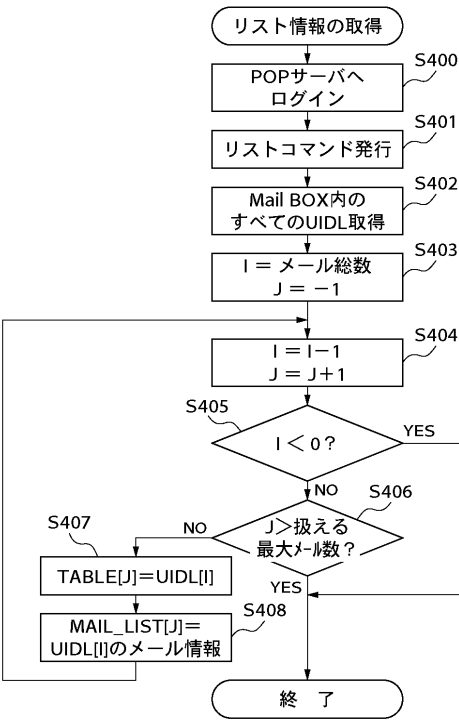 リスト情報の取得
S400
POPサーバへ
ログイン
S401
リストコマンド発行
S402
Mail BOX内の
すべてのUIDL取得
S403
I = メール総数
J = -1
S404
I = I-1
J = J+1
S405
I < 0?
YES
NO
S406
J>扱える
最大メール数?
NO
YES
S407
TABLE[J]=UIDL[I]
S408
MAIL_LIST[J]=
UIDL[I]のメール情報
終 了